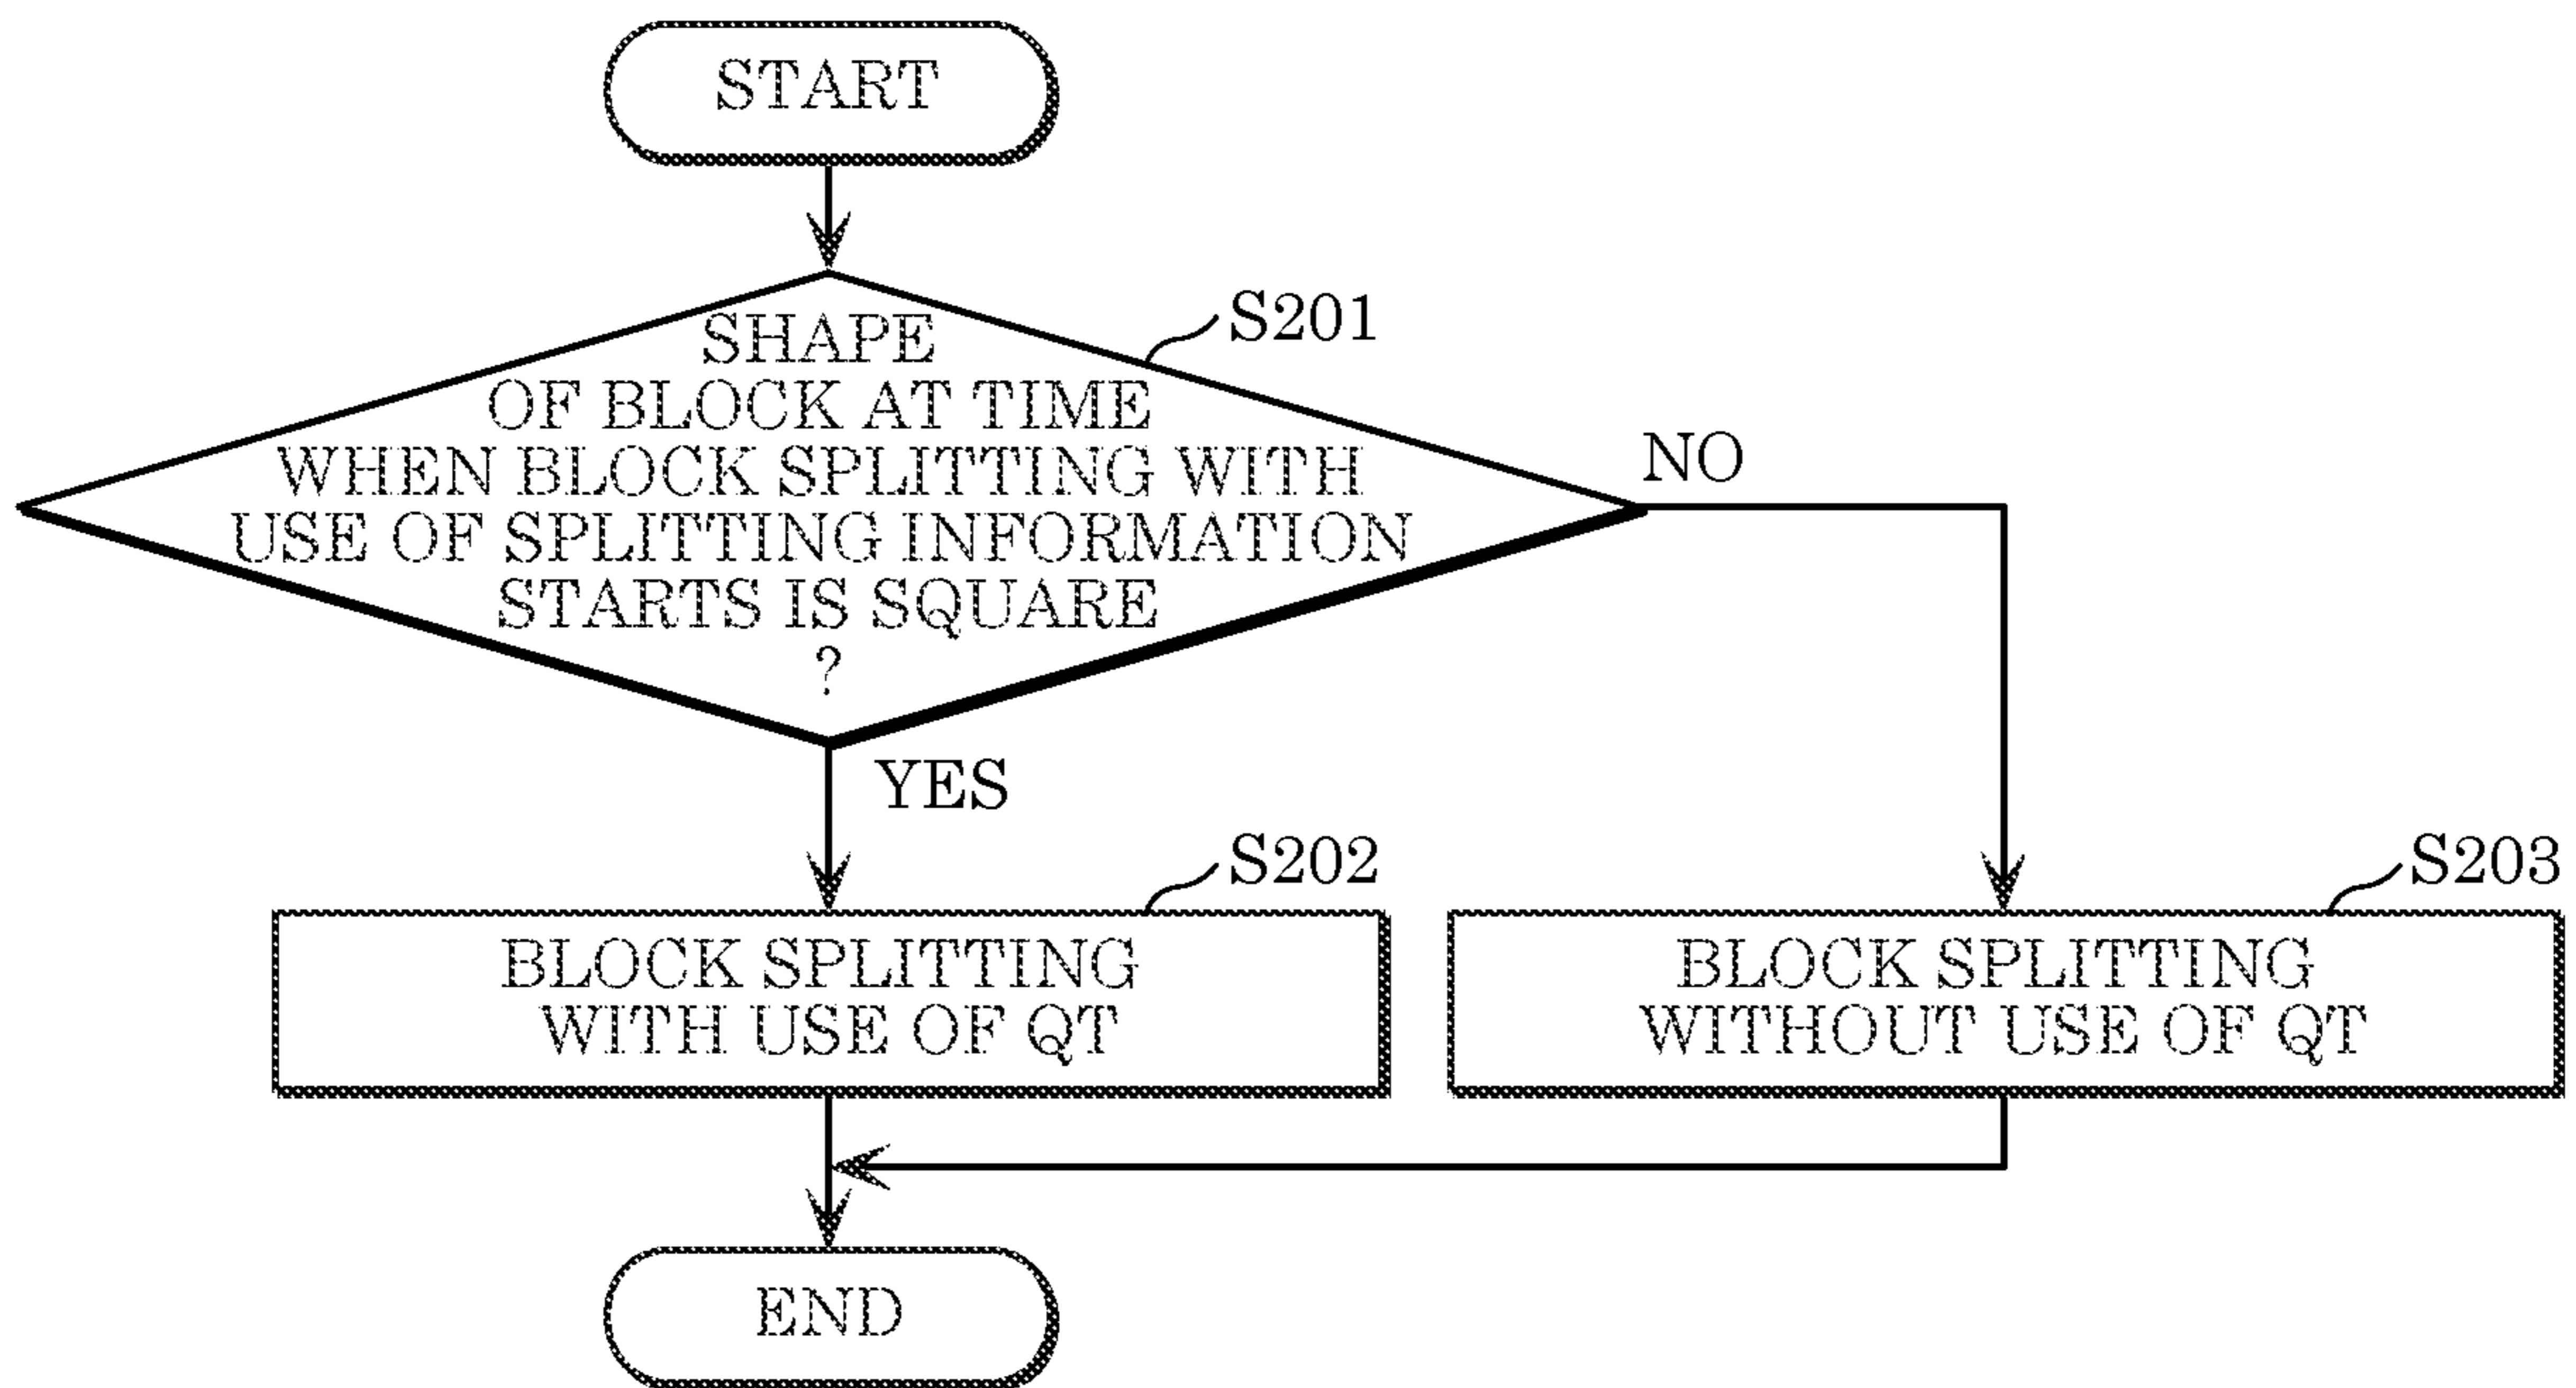 START
S201
SHAPE
OF BLOCK AT TIME
WHEN BLOCK SPLITTING WITH
USE OF SPLITTING INFORMATION
STARTS IS SQUARE
?
NO
YES
S202
BLOCK SPLITTING
WITH USE OF QT
S203
BLOCK SPLITTING
WITHOUT USE OF QT
END